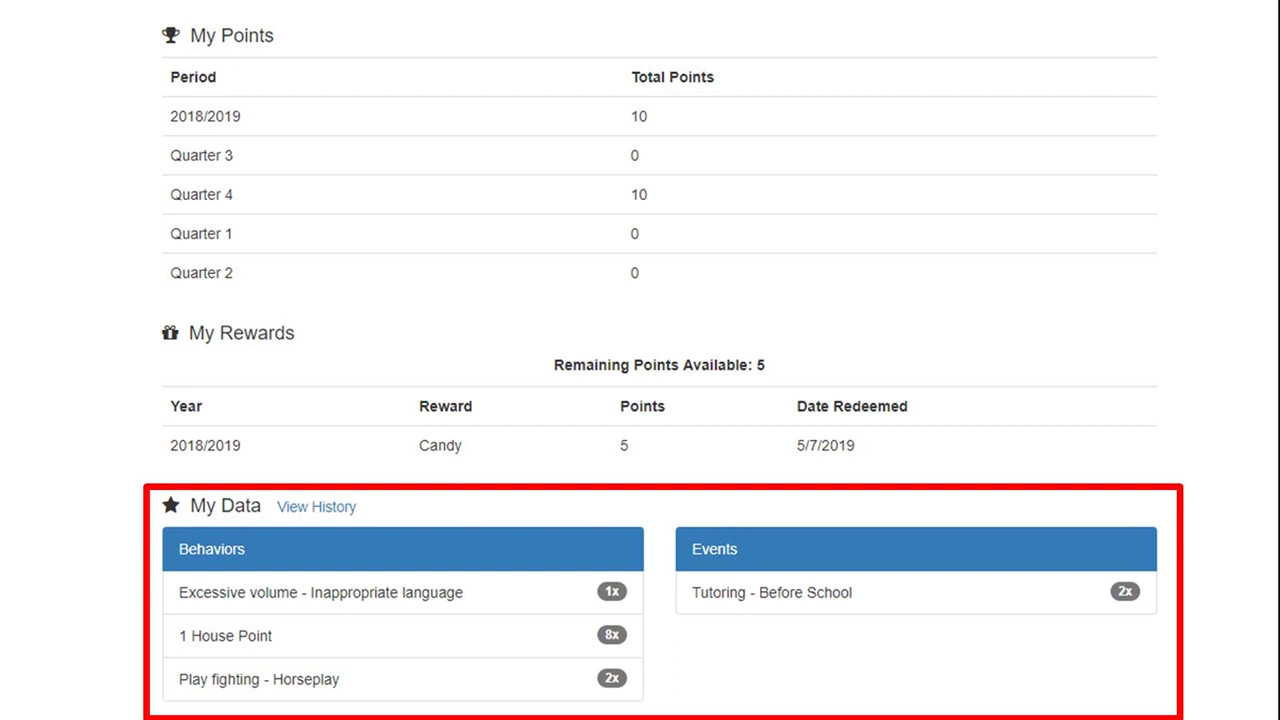 My Points
Period Total Points
2018/2019 10
Quarter 3 0
Quarter 4 10
Quarter 1 0
Quarter 2 0
My Rewards
Remaining Points Available: 5
Year Reward Points Date Redeemed
2018/2019 Candy 5 5/7/2019
My Data View History
Behaviors
Excessive volume - Inappropriate language 1x
1 House Point 8x
Play fighting - Horseplay 2x
Events
Tutoring - Before School 2x